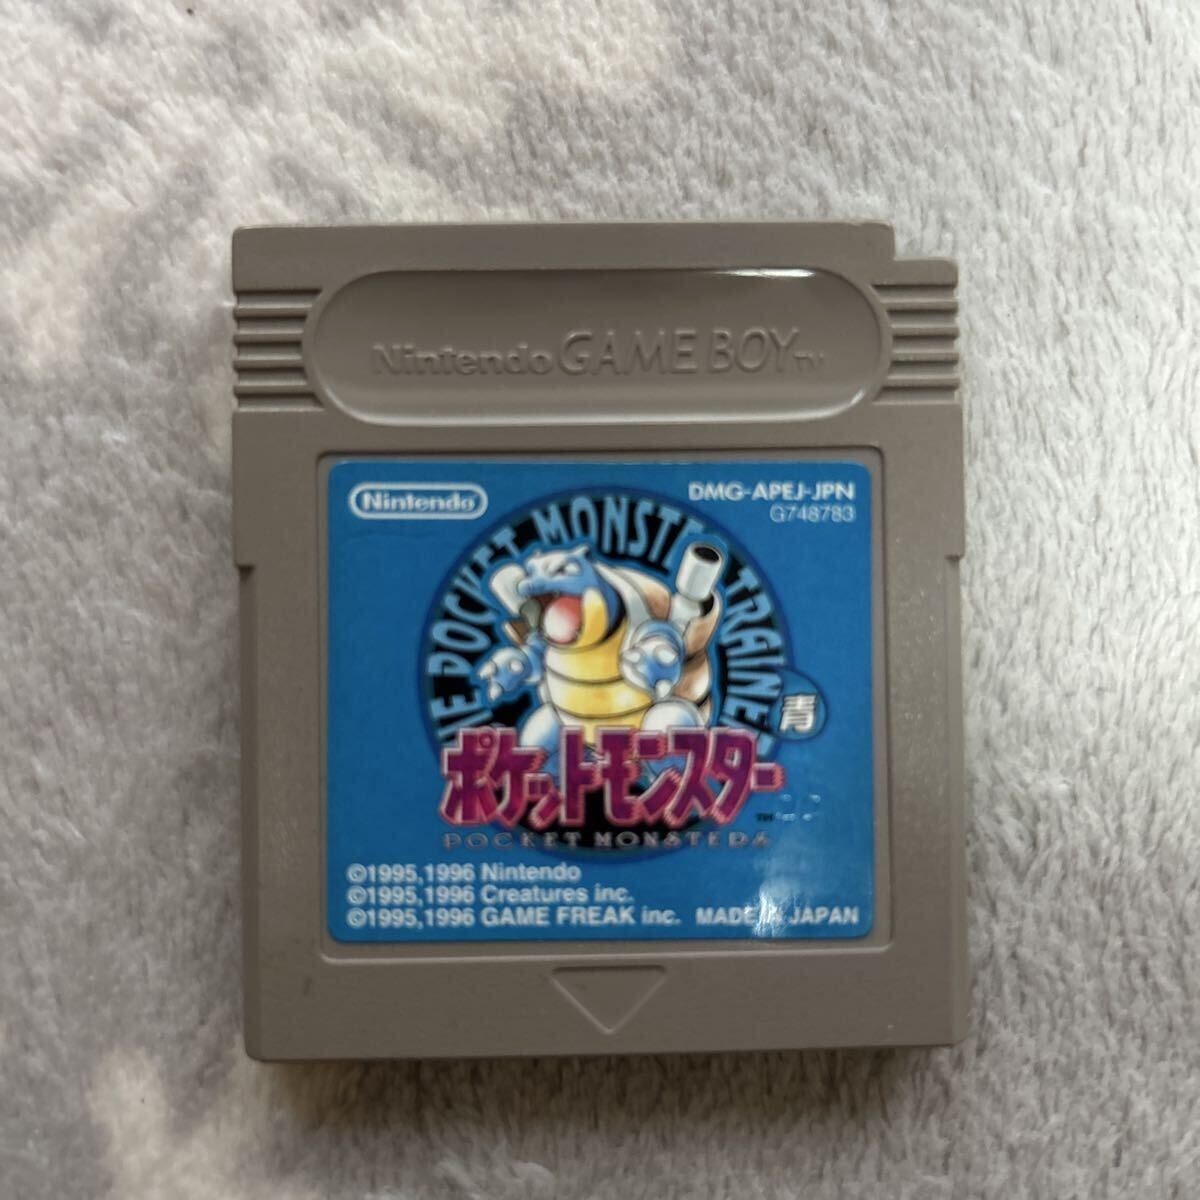 Nintendo GAME BOY TM
Nintendo
DMG-APEJ-JPN
G748783
POCKET MONSTER TRAINER
青
ポケットモンスター
POCKET MONSTERS
TM
©1995,1996 Nintendo
©1995,1996 Creatures inc.
©1995,1996 GAME FREAK inc. MADE IN JAPAN